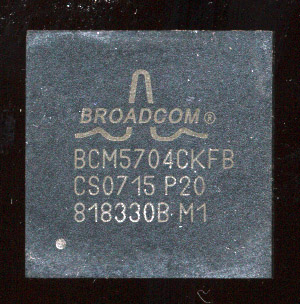 BROADCOM®
BCM5704CKFB
CS0715 P20
818330B M1